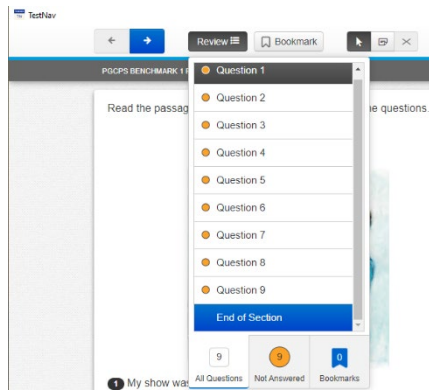 TestNav
Review Bookmark
PGCPS BENCHMARK 1
Question 1
Read the passag e questions.
Question 2
Question 3
Question 4
Question 5
Question 6
Question 7
Question 8
Question 9
End of Section
9 9 0
All Questions Not Answered Bookmarks
1 My show was